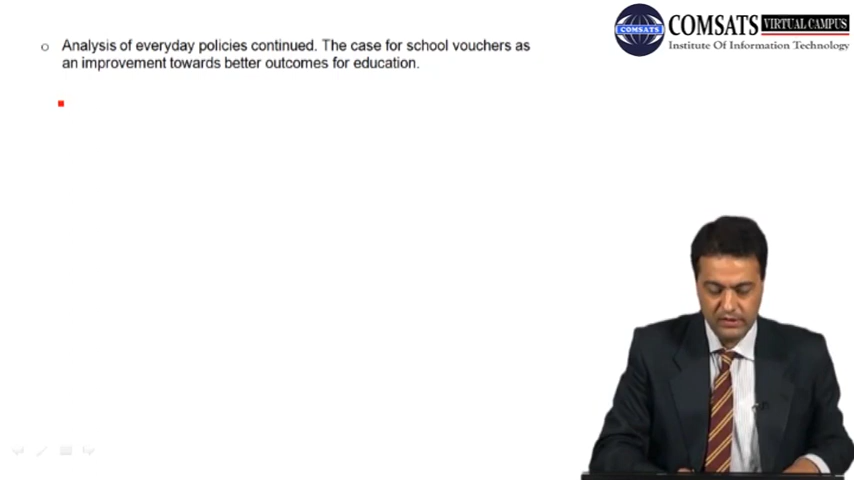 COMSATS VIRTUAL CAMPUS
Institute Of Information Technology
Analysis of everyday policies continued. The case for school vouchers as
an improvement towards better outcomes for education.